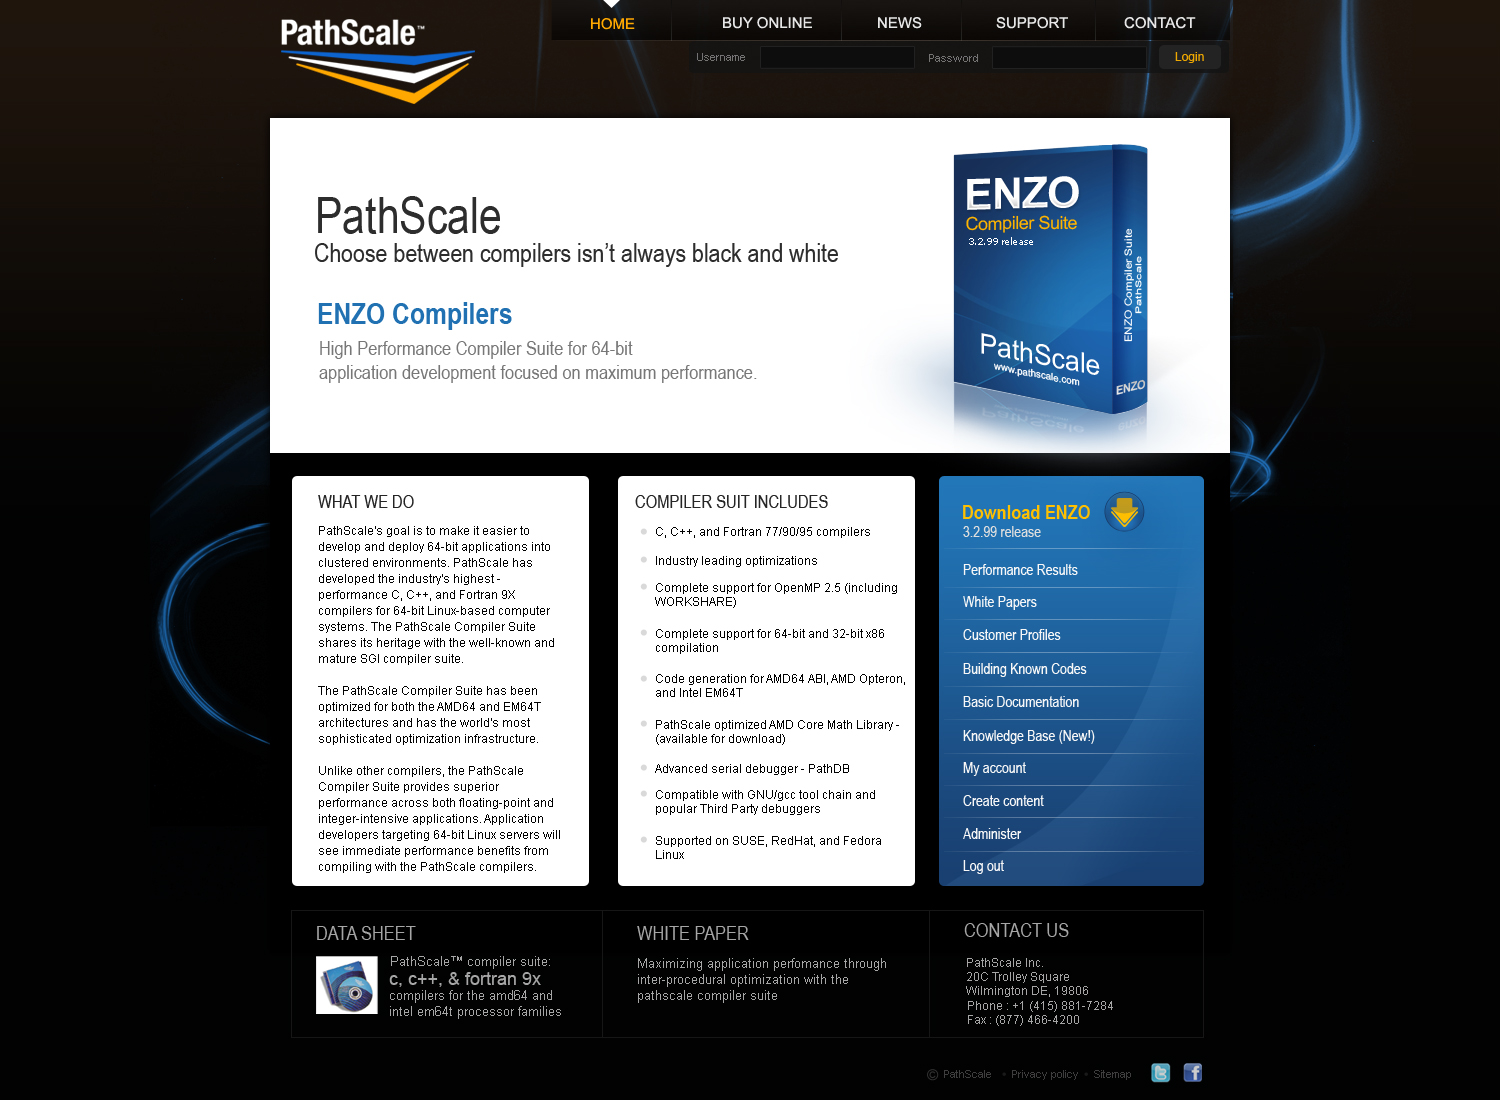 PathScale™
HOME
BUY ONLINE
NEWS
SUPPORT
CONTACT
Username
Password
Login
PathScale
Choose between compilers isn't always black and white
ENZO Compilers
High Performance Compiler Suite for 64-bit
application development focused on maximum performance.
ENZO
Compiler Suite
3.2.99 release
PathScale
www.pathscale.com
ENZO Compiler Suite
PathScale
ENZO
WHAT WE DO
PathScale's goal is to make it easier to
develop and deploy 64-bit applications into
clustered environments. PathScale has
developed the industry's highest -
performance C, C++, and Fortran 9X
compilers for 64-bit Linux-based computer
systems. The PathScale Compiler Suite
shares its heritage with the well-known and
mature SGI compiler suite.
The PathScale Compiler Suite has been
optimized for both the AMD64 and EM64T
architectures and has the world's most
sophisticated optimization infrastructure.
Unlike other compilers, the PathScale
Compiler Suite provides superior
performance across both floating-point and
integer-intensive applications. Application
developers targeting 64-bit Linux servers will
see immediate performance benefits from
compiling with the PathScale compilers.
COMPILER SUIT INCLUDES
C, C++, and Fortran 77/90/95 compilers
Industry leading optimizations
Complete support for OpenMP 2.5 (including
WORKSHARE)
Complete support for 64-bit and 32-bit x86
compilation
Code generation for AMD64 ABI, AMD Opteron,
and Intel EM64T
PathScale optimized AMD Core Math Library -
(available for download)
Advanced serial debugger - PathDB
Compatible with GNU/gcc tool chain and
popular Third Party debuggers
Supported on SUSE, RedHat, and Fedora
Linux
Download ENZO
3.2.99 release
Performance Results
White Papers
Customer Profiles
Building Known Codes
Basic Documentation
Knowledge Base (New!)
My account
Create content
Administer
Log out
DATA SHEET
PathScale™ compiler suite:
c, c++, & fortran 9x
compilers for the amd64 and
intel em64t processor families
WHITE PAPER
Maximizing application perfomance through
inter-procedural optimization with the
pathscale compiler suite
CONTACT US
PathScale Inc.
20C Trolley Square
Wilmington DE, 19806
Phone : +1 (415) 881-7284
Fax : (877) 466-4200
© PathScale • Privacy policy • Sitemap